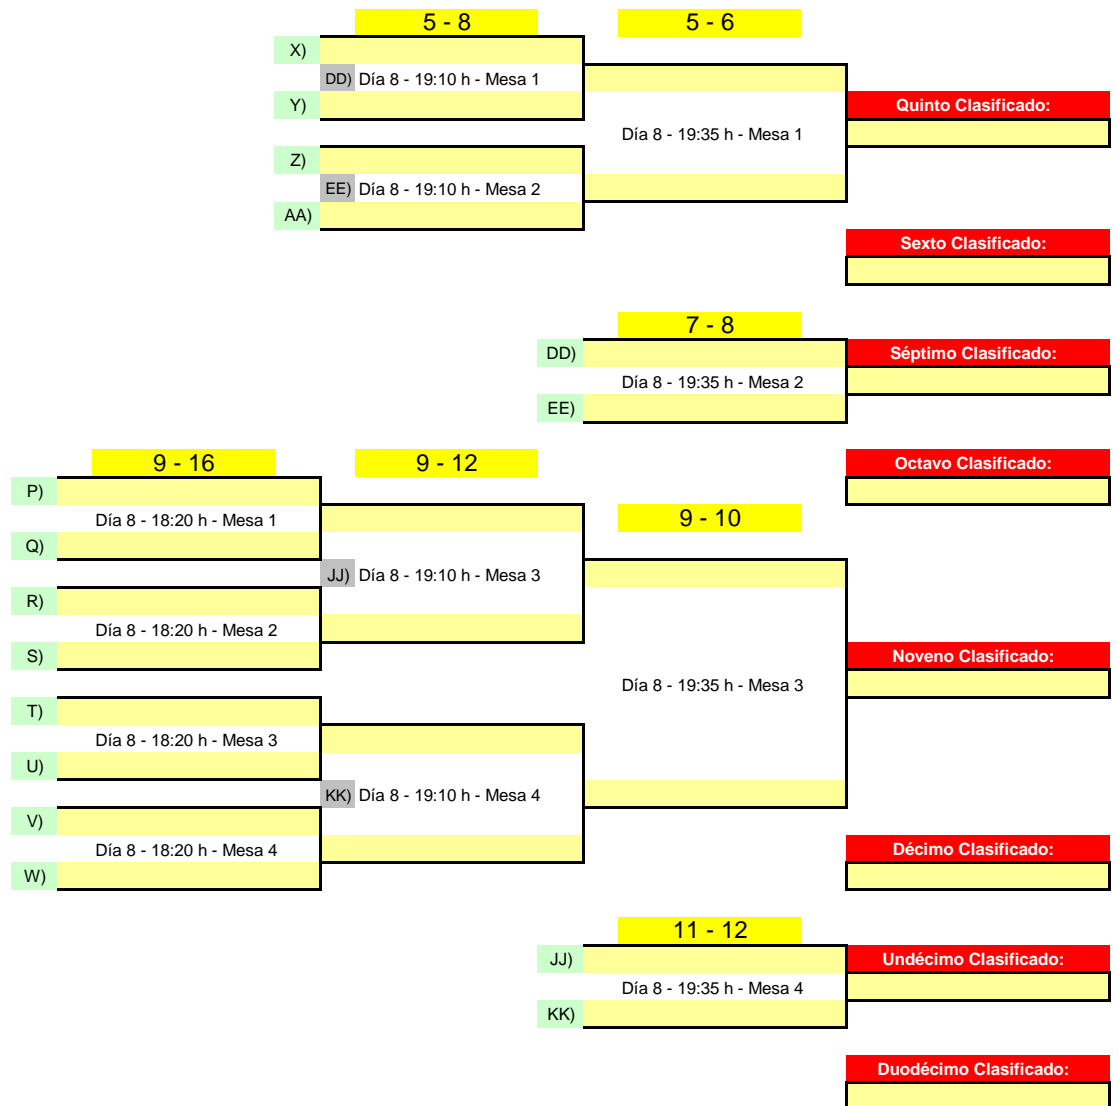 5 - 8 5 - 6
X)
DD) Día 8 - 19:10 h - Mesa 1
Y) Quinto Clasificado:
Día 8 - 19:35 h - Mesa 1
Z)
EE) Día 8 - 19:10 h - Mesa 2
AA)
Sexto Clasificado:
7 - 8
DD) Séptimo Clasificado:
Día 8 - 19:35 h - Mesa 2
EE)
9 - 16 9 - 12 Octavo Clasificado:
P)
Día 8 - 18:20 h - Mesa 1 9 - 10
Q)
JJ) Día 8 - 19:10 h - Mesa 3
R)
Día 8 - 18:20 h - Mesa 2
S) Noveno Clasificado:
Día 8 - 19:35 h - Mesa 3
T)
Día 8 - 18:20 h - Mesa 3
U)
KK) Día 8 - 19:10 h - Mesa 4
V)
Día 8 - 18:20 h - Mesa 4 Décimo Clasificado:
W)
11 - 12
JJ) Undécimo Clasificado:
Día 8 - 19:35 h - Mesa 4
KK)
Duodécimo Clasificado: